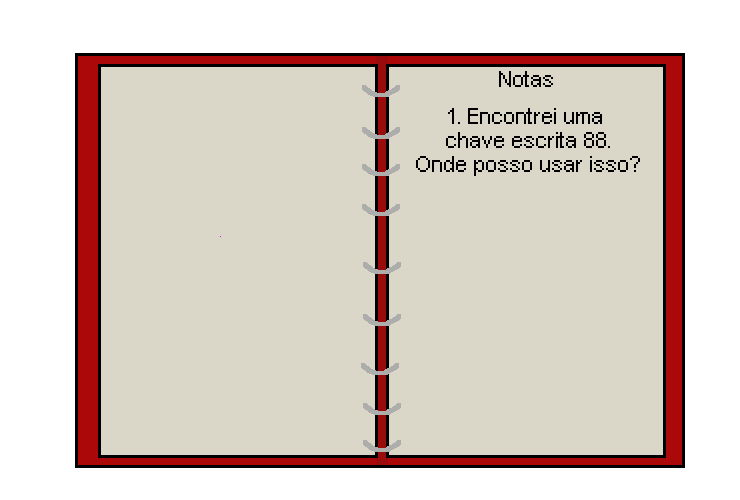 Notas
1. Encontrei uma
chave escrita 88.
Onde posso usar isso?